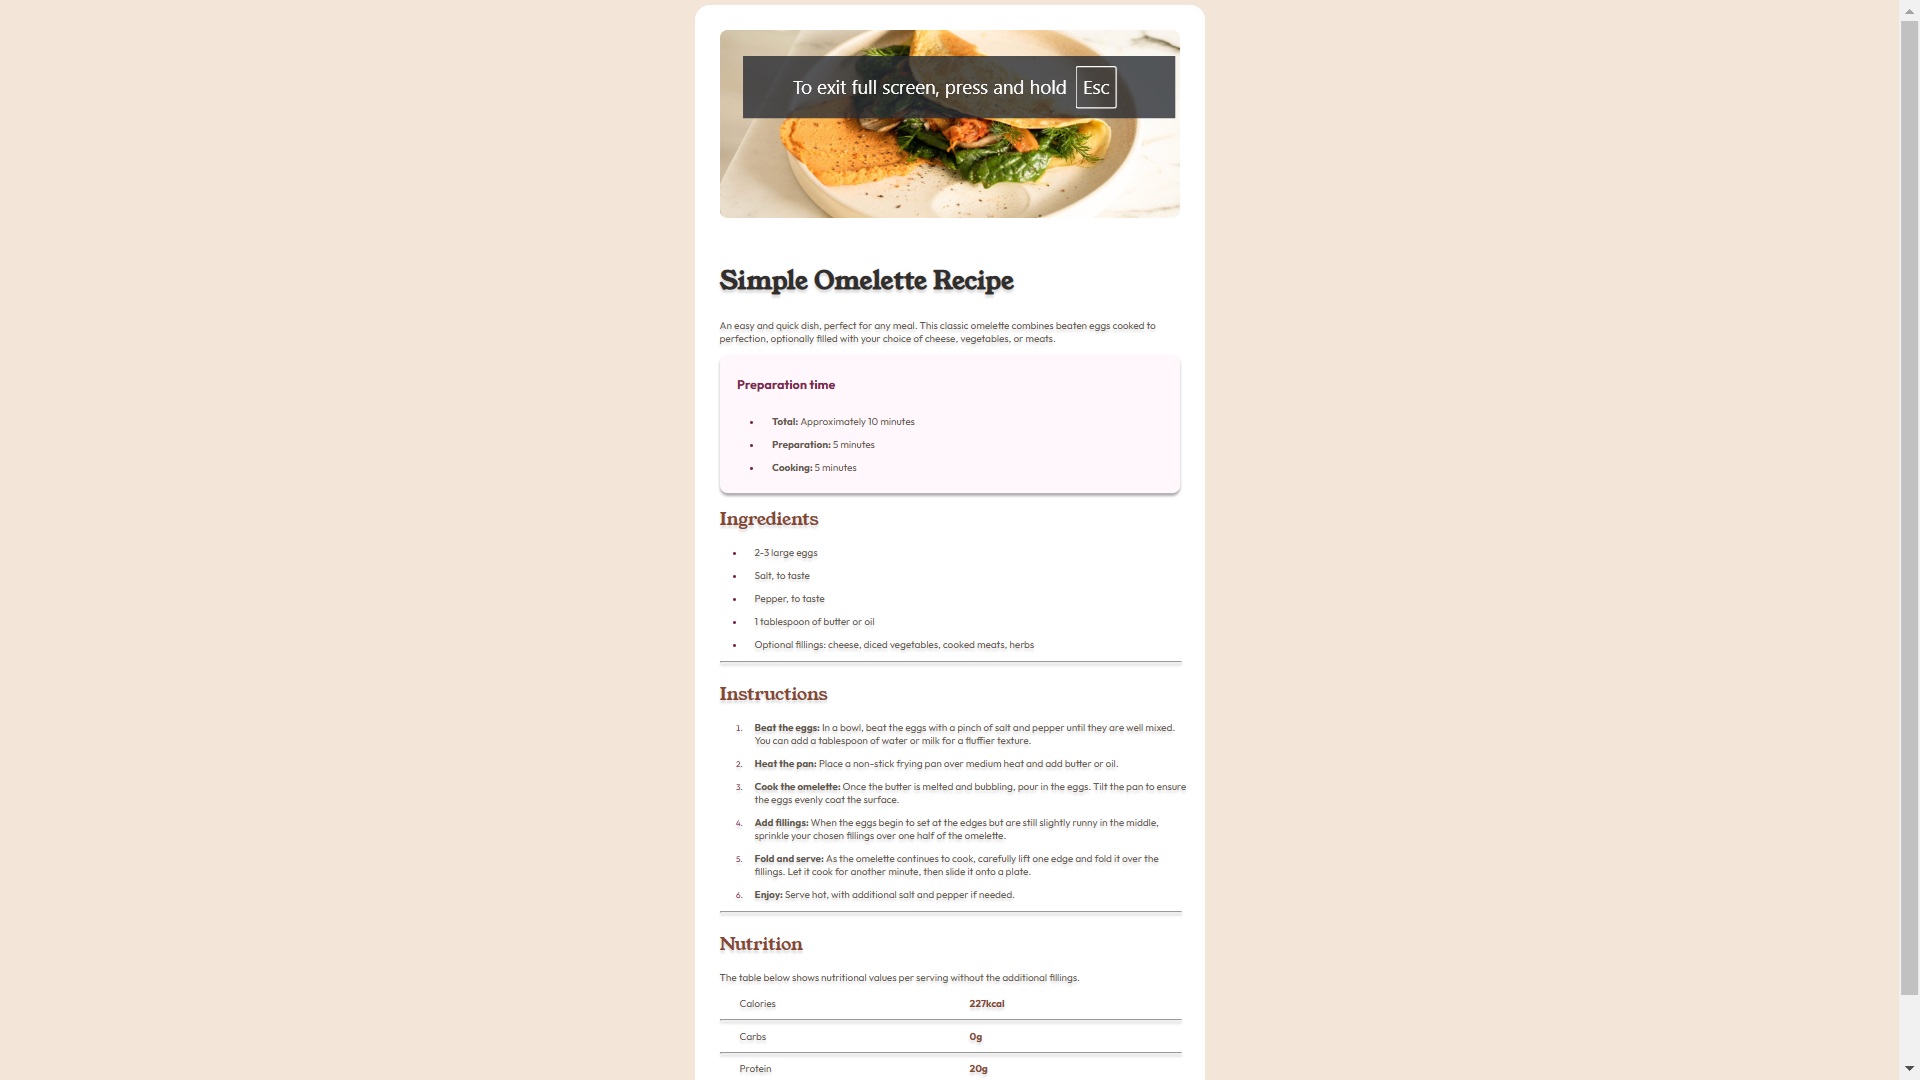 To exit full screen, press and hold Esc
Simple Omelette Recipe
An easy and quick dish, perfect for any meal. This classic omelette combines beaten eggs cooked to
perfection, optionally filled with your choice of cheese, vegetables, or meats.
Preparation time
• Total: Approximately 10 minutes
• Preparation: 5 minutes
• Cooking: 5 minutes
Ingredients
• 2-3 large eggs
• Salt, to taste
• Pepper, to taste
• 1 tablespoon of butter or oil
• Optional fillings: cheese, diced vegetables, cooked meats, herbs
Instructions
1. Beat the eggs: In a bowl, beat the eggs with a pinch of salt and pepper until they are well mixed.
You can add a tablespoon of water or milk for a fluffier texture.
2. Heat the pan: Place a non-stick frying pan over medium heat and add butter or oil.
3. Cook the omelette: Once the butter is melted and bubbling, pour in the eggs. Tilt the pan to ensure
the eggs evenly coat the surface.
4. Add fillings: When the eggs begin to set at the edges but are still slightly runny in the middle,
sprinkle your chosen fillings over one half of the omelette.
5. Fold and serve: As the omelette continues to cook, carefully lift one edge and fold it over the
fillings. Let it cook for another minute, then slide it onto a plate.
6. Enjoy: Serve hot, with additional salt and pepper if needed.
Nutrition
The table below shows nutritional values per serving without the additional fillings.
Calories 227kcal
Carbs 0g
Protein 20g